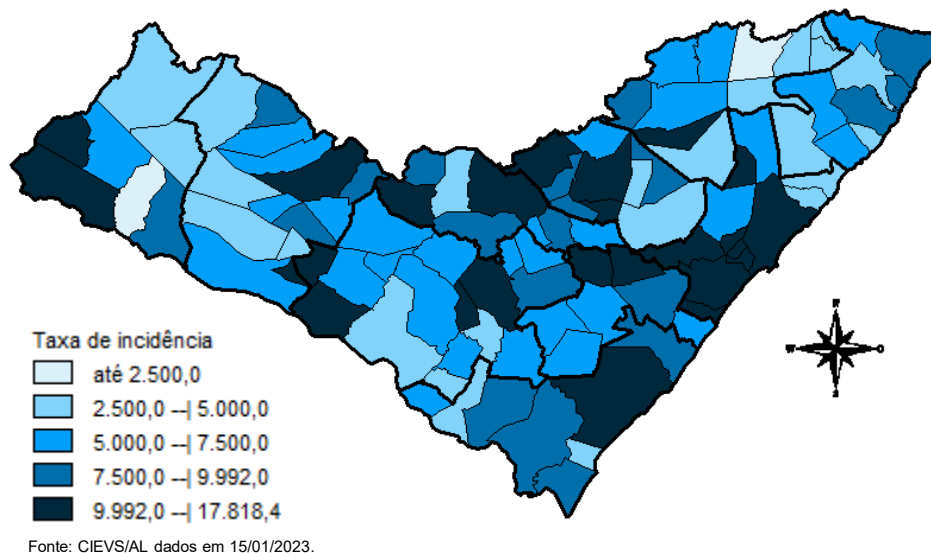 N
W O
S
Taxa de incidência
até 2.500,0
2.500,0 --| 5.000,0
5.000,0 --| 7.500,0
7.500,0 --| 9.992,0
9.992,0 --| 17.818,4
Fonte: CIEVS/AL dados em 15/01/2023.